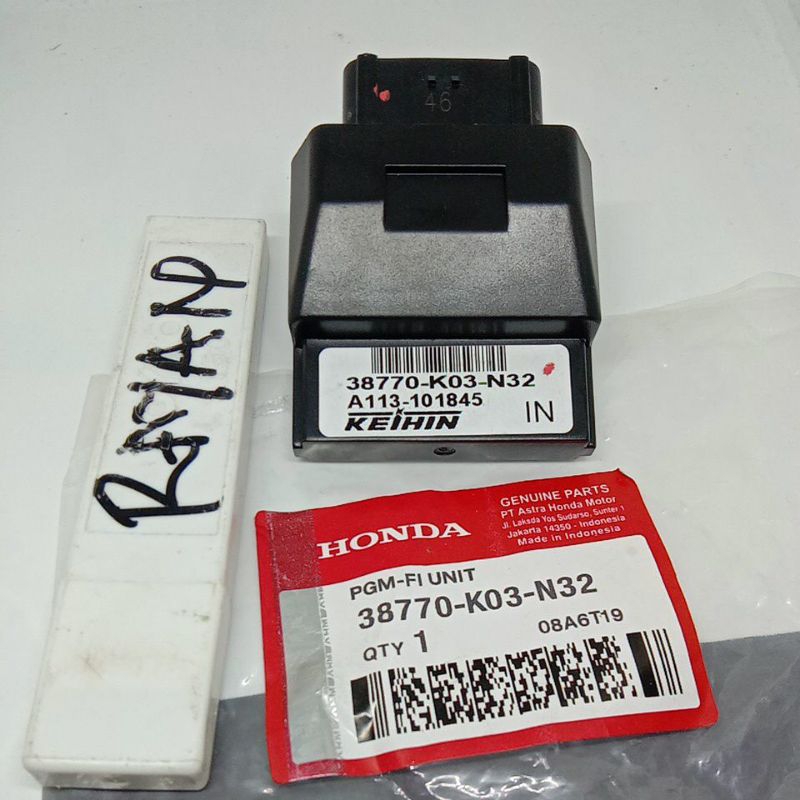 46
38770-K03-N32
A113-101845
KEIHIN
IN
RAYAN
GENUINE PARTS
PT Astra Honda Motor
Jl. Laksda Yos Sudarso, Sunter 1
Jakarta 14350 - Indonesia
Made in Indonesia
HONDA
PGM-FI UNIT
38770-K03-N32
08A6T19
QTY 1